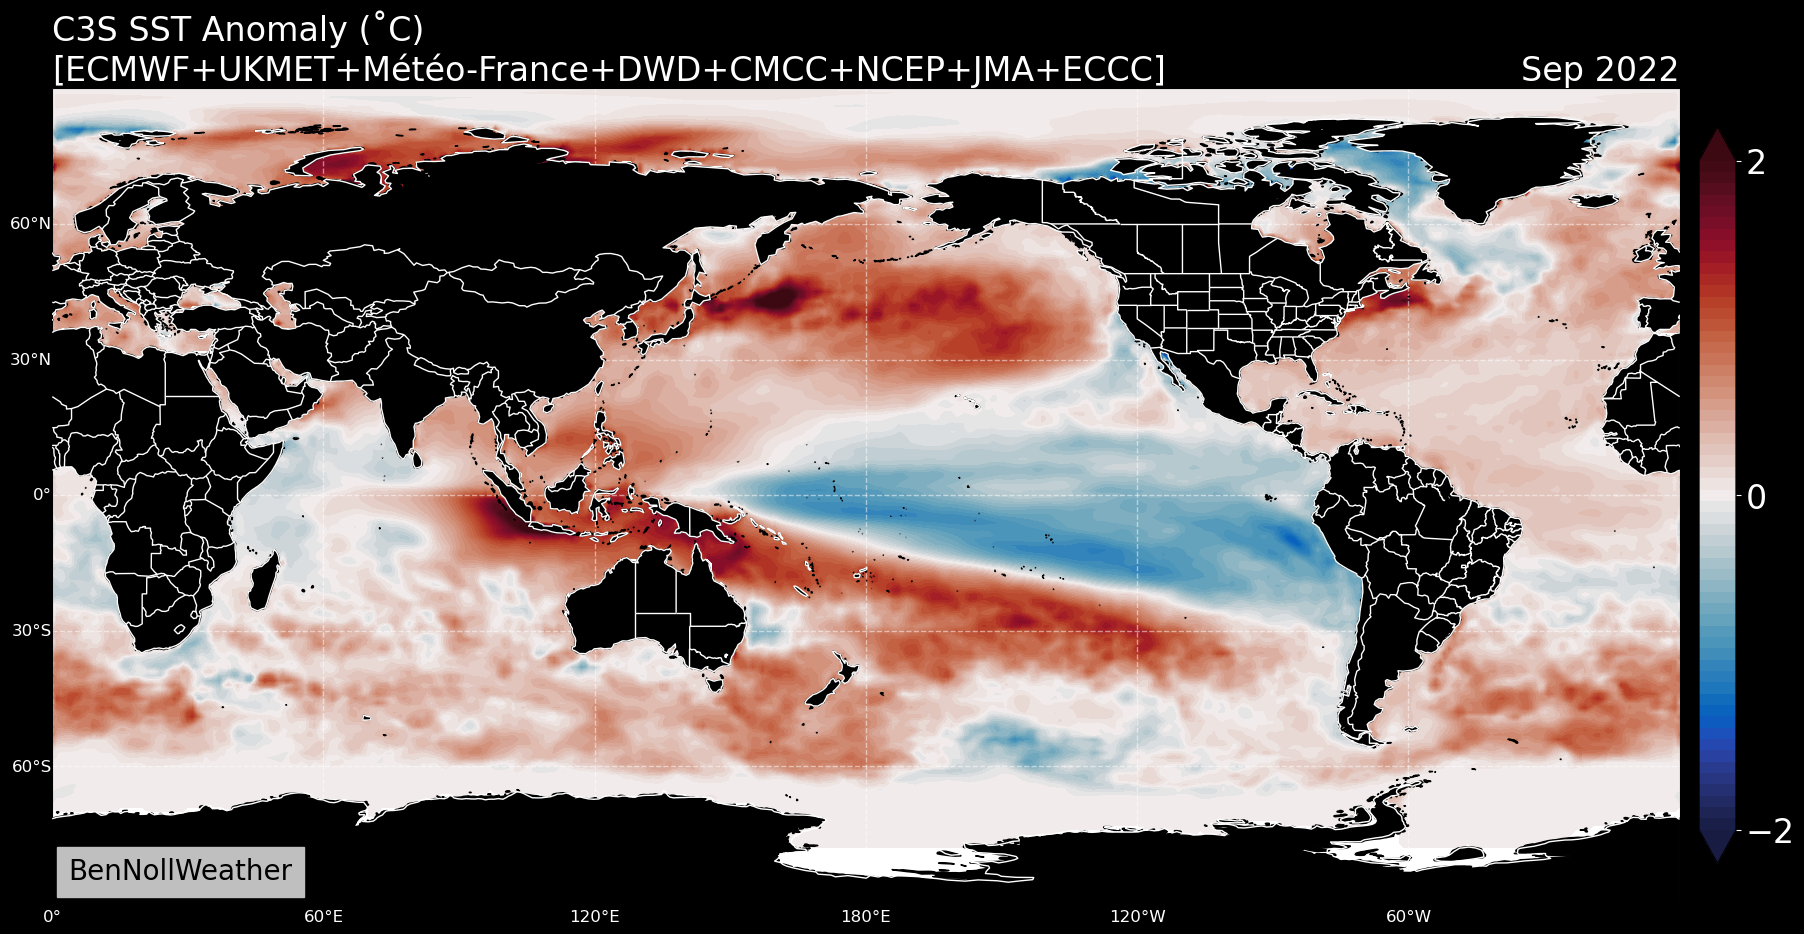 C3S SST Anomaly (˚C)
[ECMWF+UKMET+Météo-France+DWD+CMCC+NCEP+JMA+ECCC]
Sep 2022
2
0
−2
60°N
30°N
0°
30°S
60°S
BenNollWeather
0°
60°E
120°E
180°E
120°W
60°W